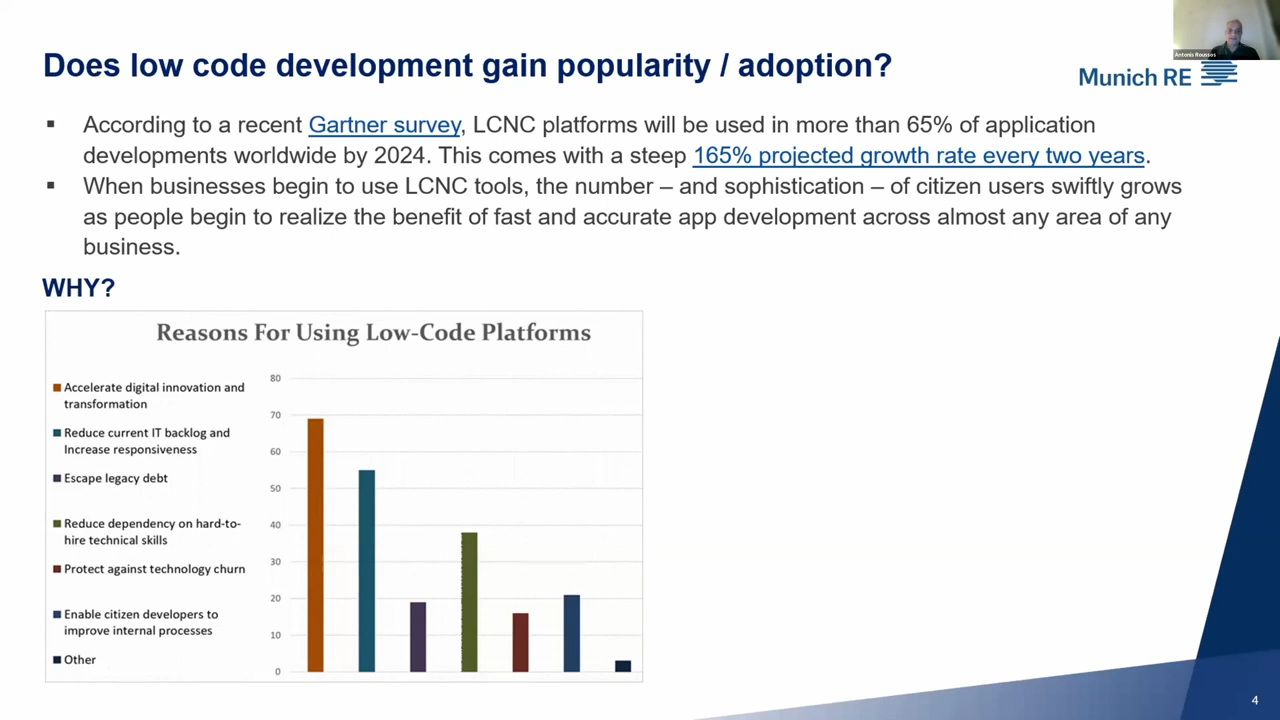 Antonis Roussos
Does low code development gain popularity / adoption?
Munich RE
▪ According to a recent Gartner survey, LCNC platforms will be used in more than 65% of application
developments worldwide by 2024. This comes with a steep 165% projected growth rate every two years.
▪ When businesses begin to use LCNC tools, the number – and sophistication – of citizen users swiftly grows
as people begin to realize the benefit of fast and accurate app development across almost any area of any
business.
WHY?
Reasons For Using Low-Code Platforms
Accelerate digital innovation and
transformation
Reduce current IT backlog and
Increase responsiveness
Escape legacy debt
Reduce dependency on hard-to-
hire technical skills
Protect against technology churn
Enable citizen developers to
improve internal processes
Other
80
70
60
50
40
30
20
10
0
4